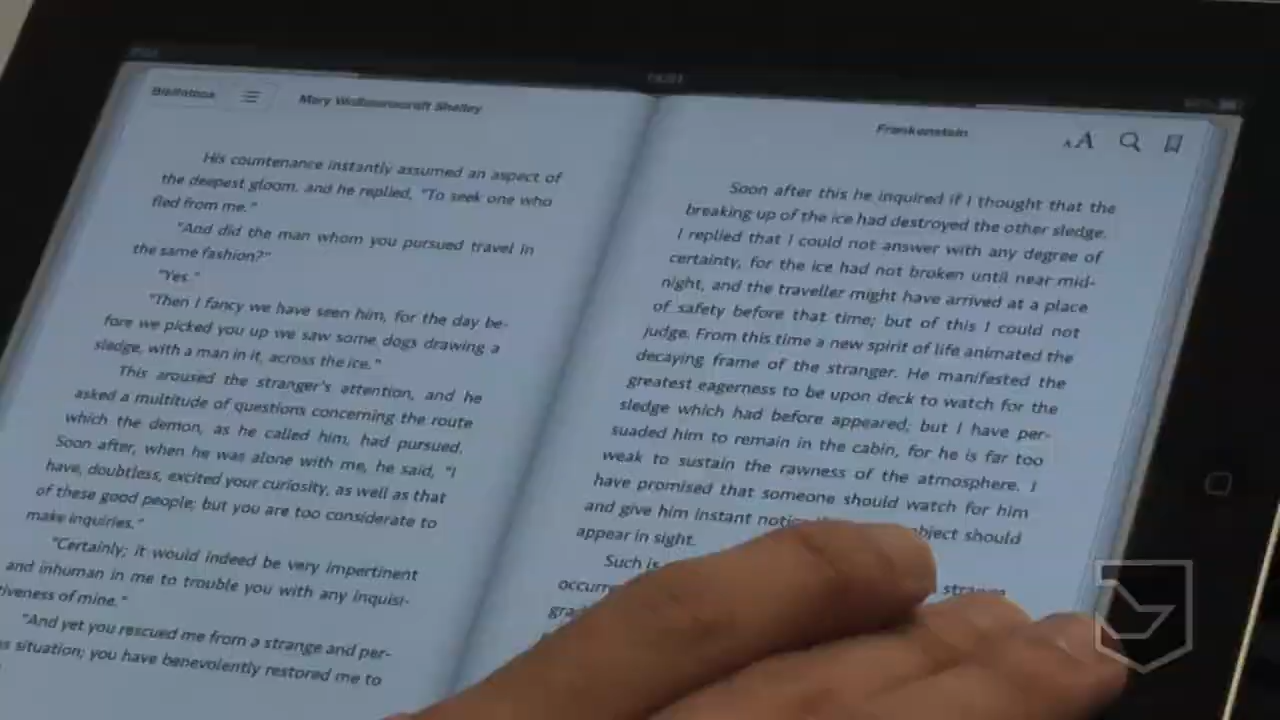 Biblioteca
Mary Wollstonecraft Shelley
His countenance instantly assumed an aspect of
the deepest gloom, and he replied, "To seek one who
fled from me."
"And did the man whom you pursued travel in
the same fashion?"
"Yes."
"Then I fancy we have seen him, for the day be-
fore we picked you up we saw some dogs drawing a
sledge, with a man in it, across the ice."
This aroused the stranger's attention, and he
asked a multitude of questions concerning the route
which the demon, as he called him, had pursued.
Soon after, when he was alone with me, he said, "I
have, doubtless, excited your curiosity, as well as that
of these good people; but you are too considerate to
make inquiries."
"Certainly; it would indeed be very impertinent
and inhuman in me to trouble you with any inquisi-
tiveness of mine."
"And yet you rescued me from a strange and per-
situation; you have benevolently restored me to
Frankenstein
AA
Soon after this he inquired if I thought that the
breaking up of the ice had destroyed the other sledge.
I replied that I could not answer with any degree of
certainty, for the ice had not broken until near mid-
night, and the traveller might have arrived at a place
of safety before that time; but of this I could not
judge. From this time a new spirit of life animated the
decaying frame of the stranger. He manifested the
greatest eagerness to be upon deck to watch for the
sledge which had before appeared; but I have per-
suaded him to remain in the cabin, for he is far too
weak to sustain the rawness of the atmosphere. I
have promised that someone should watch for him
and give him instant notice object should
appear in sight.
Such is
strange